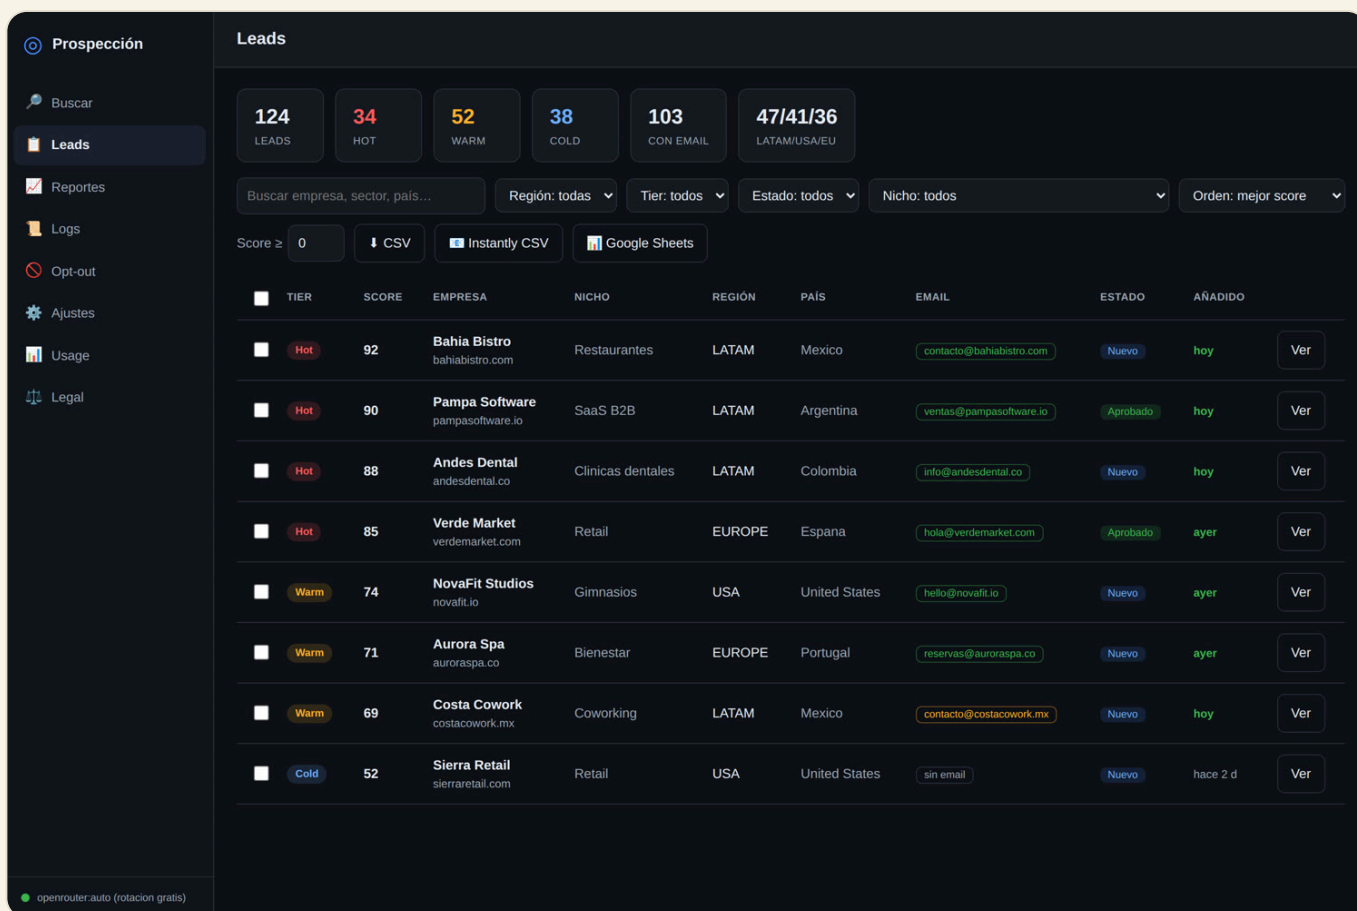 Prospección
Buscar
Leads
Reportes
Logs
Opt-out
Ajustes
Usage
Legal
openrouter:auto (rotacion gratis)
Leads
124 34 52 38 103 47/41/36
LEADS HOT WARM COLD CON EMAIL LATAM/USA/EU
Buscar empresa, sector, país… Región: todas Tier: todos Estado: todos Nicho: todos Orden: mejor score
Score ≥ 0 CSV Instantly CSV Google Sheets
TIER SCORE EMPRESA NICHO REGIÓN PAÍS EMAIL ESTADO AÑADIDO
Hot 92 Bahia Bistro Restaurantes LATAM Mexico contacto@bahiabistro.com Nuevo hoy Ver
bahiabistro.com
Hot 90 Pampa Software SaaS B2B LATAM Argentina ventas@pampasoftware.io Aprobado hoy Ver
pampasoftware.io
Hot 88 Andes Dental Clinicas dentales LATAM Colombia info@andesdental.co Nuevo hoy Ver
andesdental.co
Hot 85 Verde Market Retail EUROPE Espana hola@verdemarket.com Aprobado ayer Ver
verdemarket.com
Warm 74 NovaFit Studios Gimnasios USA United States hello@novafit.io Nuevo ayer Ver
novafit.io
Warm 71 Aurora Spa Bienestar EUROPE Portugal reservas@auroraspa.co Nuevo ayer Ver
auroraspa.co
Warm 69 Costa Cowork Coworking LATAM Mexico contacto@costacowork.mx Nuevo hoy Ver
costacowork.mx
Cold 52 Sierra Retail Retail USA United States sin email Nuevo hace 2 d Ver
sierraretail.com